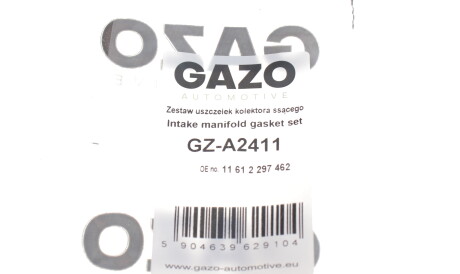 GAZO
GAZO
AUTOMOTIVE
Zestaw uszczelek kolektora ssącego
Intake manifold gasket set
GZ-A2411
OE no. 11 61 2 297 462
5 904639 629104
www.gazo-automotive.eu